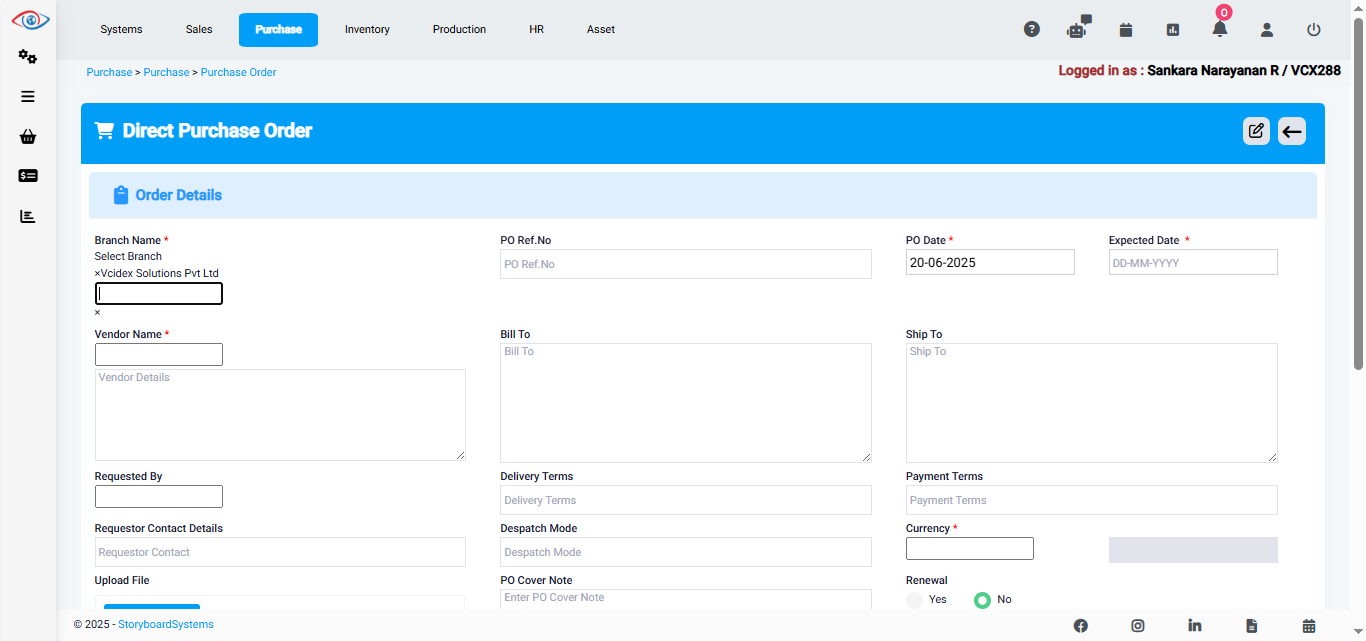 Systems Sales Purchase Inventory Production HR Asset 0
Purchase > Purchase > Purchase Order
Logged in as : Sankara Narayanan R / VCX288
Direct Purchase Order
Order Details
Branch Name * PO Ref.No PO Date * Expected Date *
Select Branch
PO Ref.No 20-06-2025 DD-MM-YYYY
×Vcidex Solutions Pvt Ltd
×
Vendor Name * Bill To Ship To
Bill To Ship To
Vendor Details
Requested By Delivery Terms Payment Terms
Delivery Terms Payment Terms
Requestor Contact Details Despatch Mode Currency *
Requestor Contact Despatch Mode
Upload File PO Cover Note Renewal
Enter PO Cover Note Yes No
© 2025 - StoryboardSystems